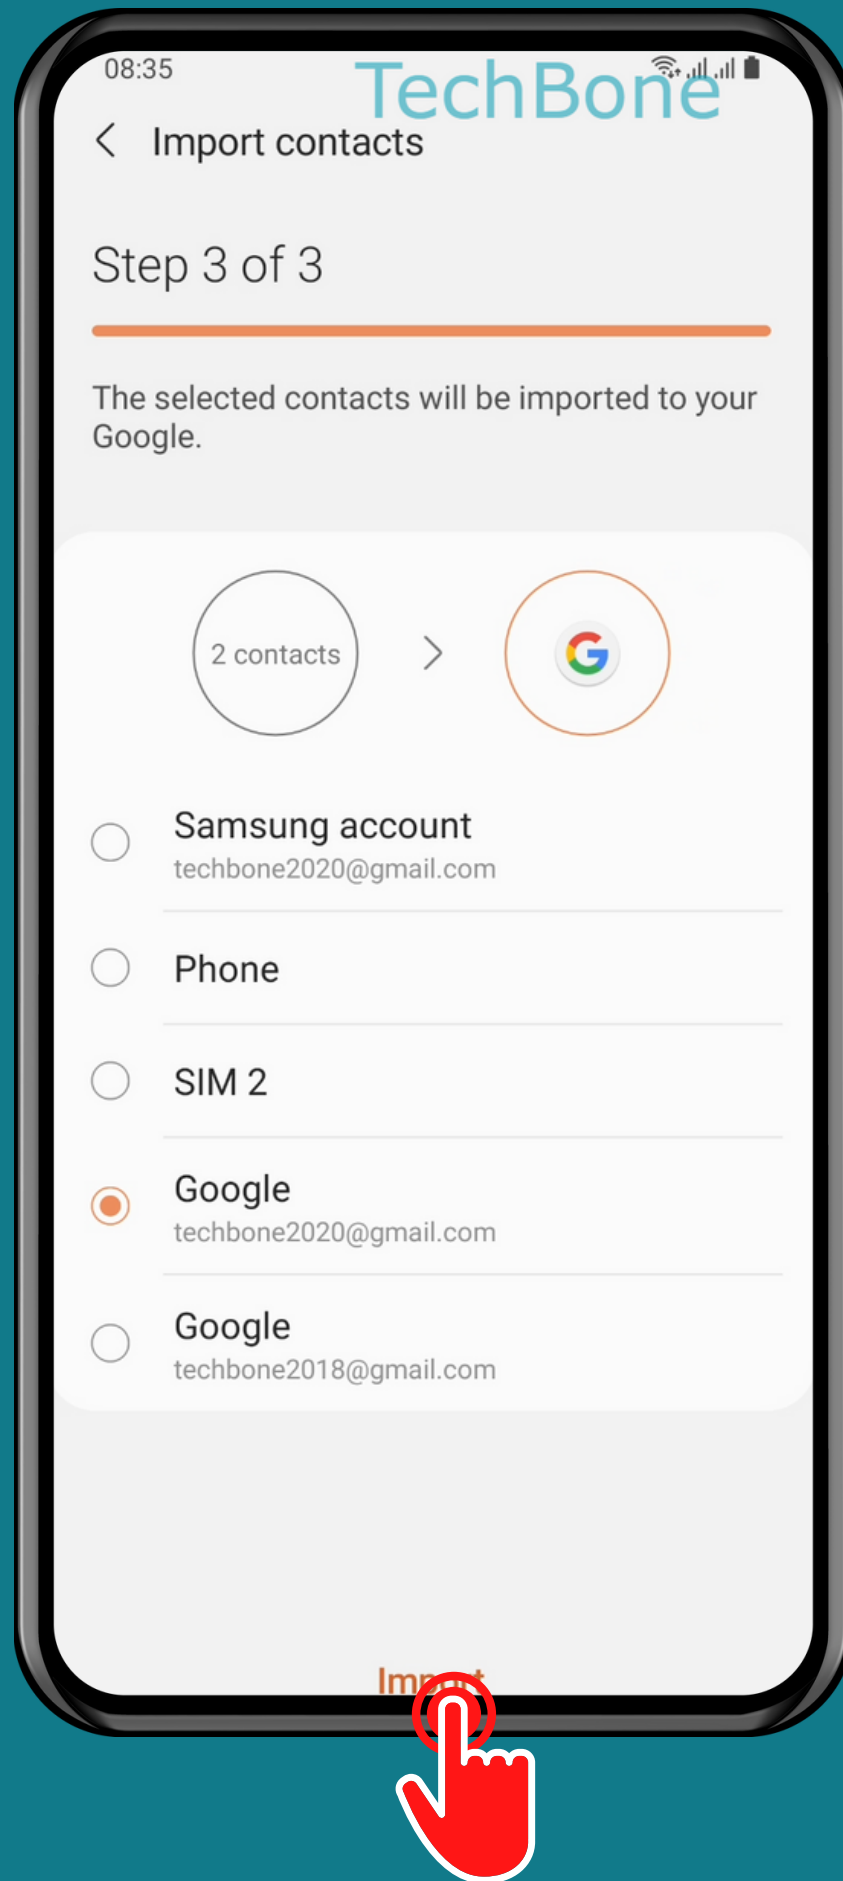 08:35
TechBone
Import contacts
Step 3 of 3
The selected contacts will be imported to your
Google.
2 contacts
G
Samsung account
techbone2020@gmail.com
Phone
SIM 2
Google
techbone2020@gmail.com
Google
techbone2018@gmail.com
Import